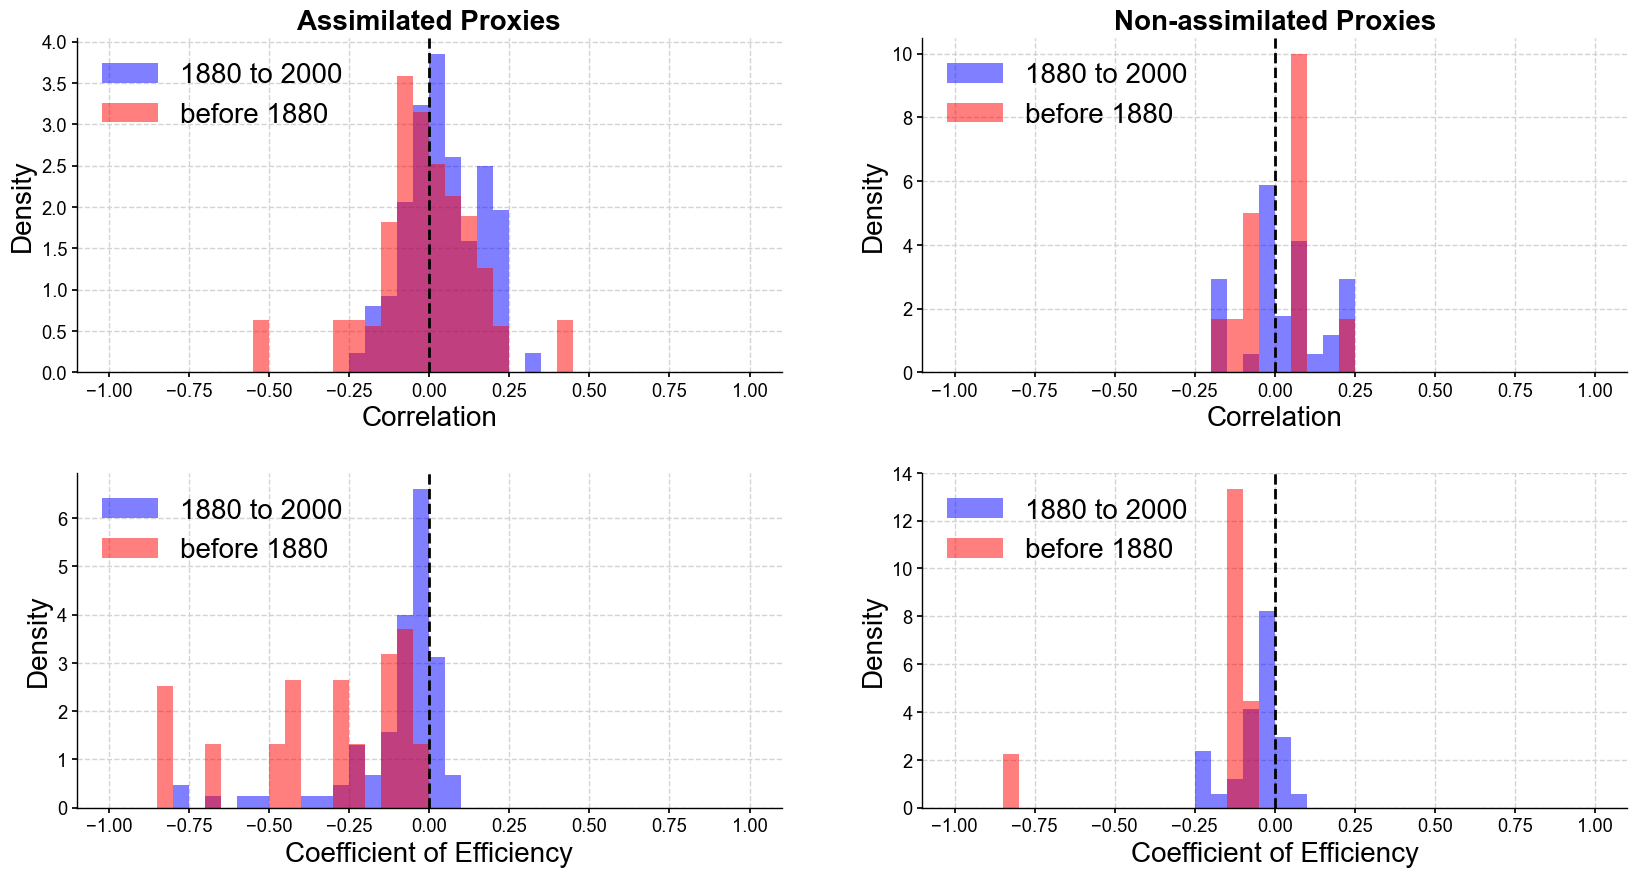 Assimilated Proxies
4.0
3.5
3.0
2.5
2.0
1.5
1.0
0.5
0.0
Density
1880 to 2000
before 1880
−1.00 −0.75 −0.50 −0.25 0.00 0.25 0.50 0.75 1.00
Correlation
Non-assimilated Proxies
10
8
6
4
2
0
Density
1880 to 2000
before 1880
−1.00 −0.75 −0.50 −0.25 0.00 0.25 0.50 0.75 1.00
Correlation
6
5
4
3
2
1
0
Density
1880 to 2000
before 1880
−1.00 −0.75 −0.50 −0.25 0.00 0.25 0.50 0.75 1.00
Coefficient of Efficiency
14
12
10
8
6
4
2
0
Density
1880 to 2000
before 1880
−1.00 −0.75 −0.50 −0.25 0.00 0.25 0.50 0.75 1.00
Coefficient of Efficiency